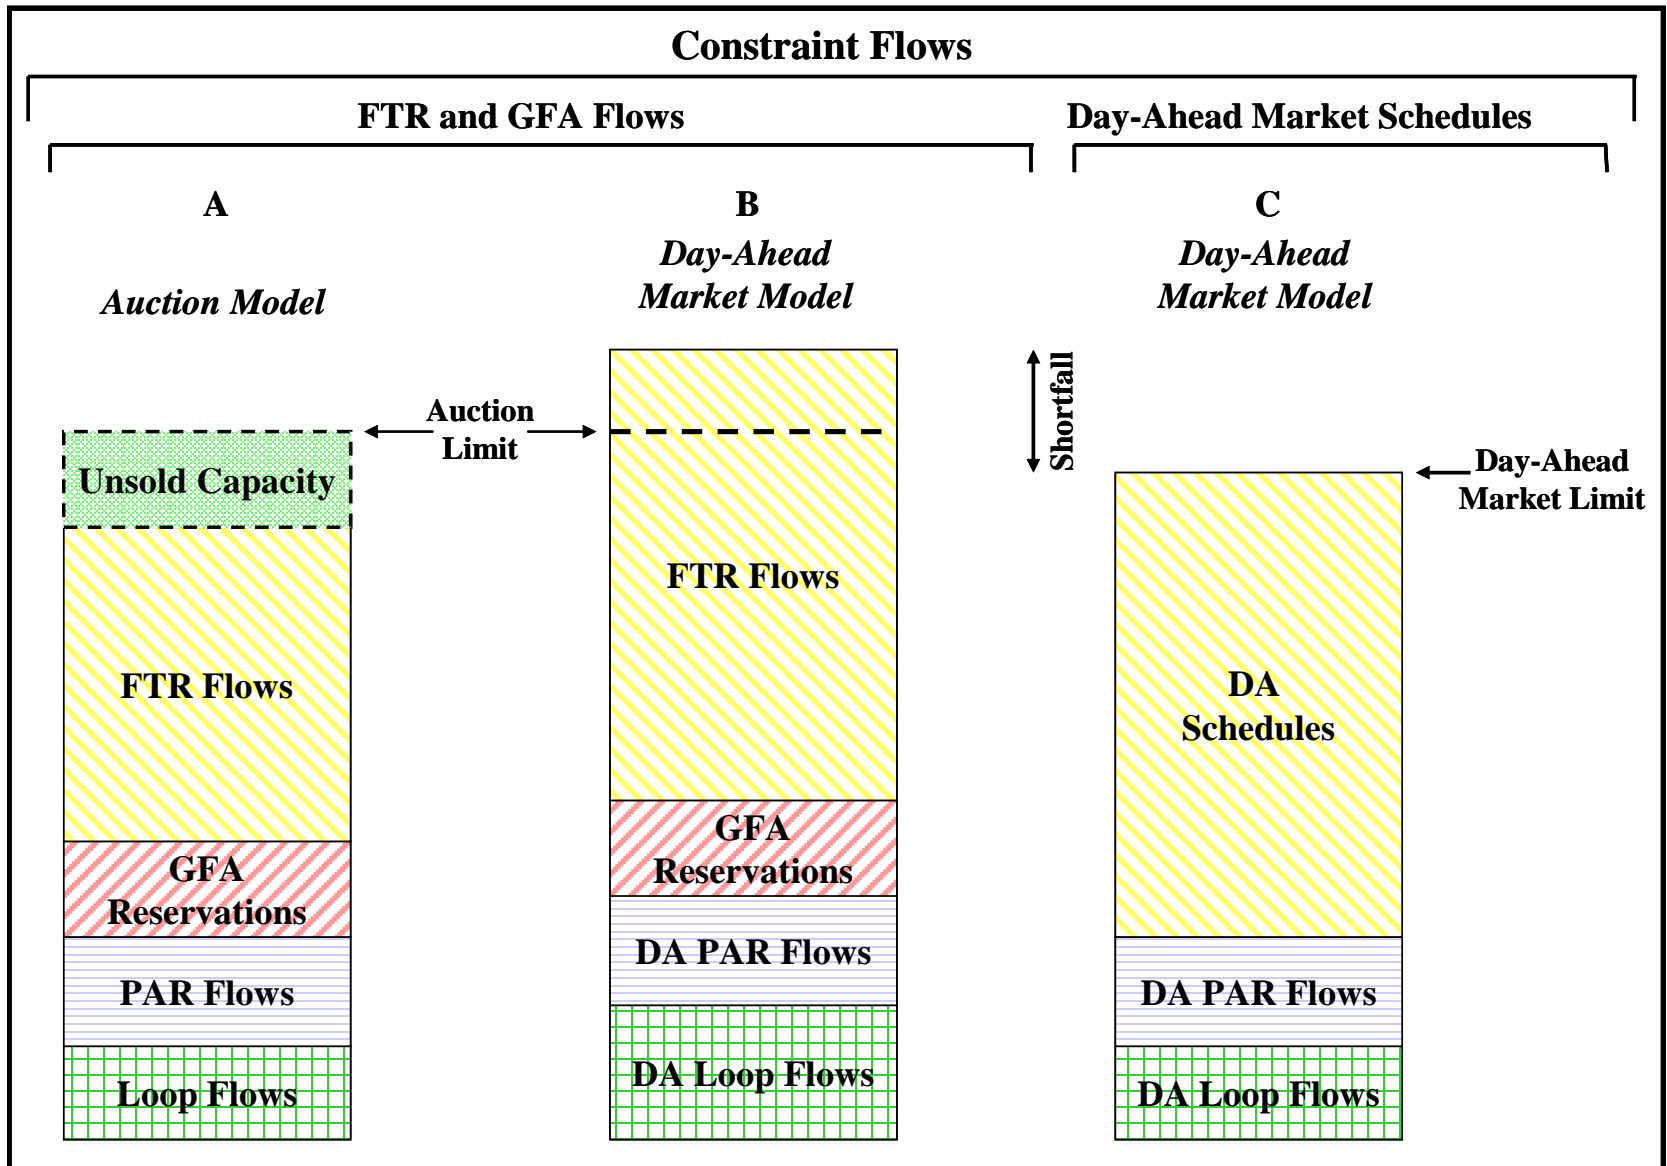 Constraint Flows
FTR and GFA Flows
Day-Ahead Market Schedules
A
Auction Model
B
Day-Ahead
Market Model
C
Day-Ahead
Market Model
Auction
Limit
Shortfall
Day-Ahead
Market Limit
Unsold Capacity
FTR Flows
GFA
Reservations
PAR Flows
Loop Flows
FTR Flows
GFA
Reservations
DA PAR Flows
DA Loop Flows
DA
Schedules
DA PAR Flows
DA Loop Flows